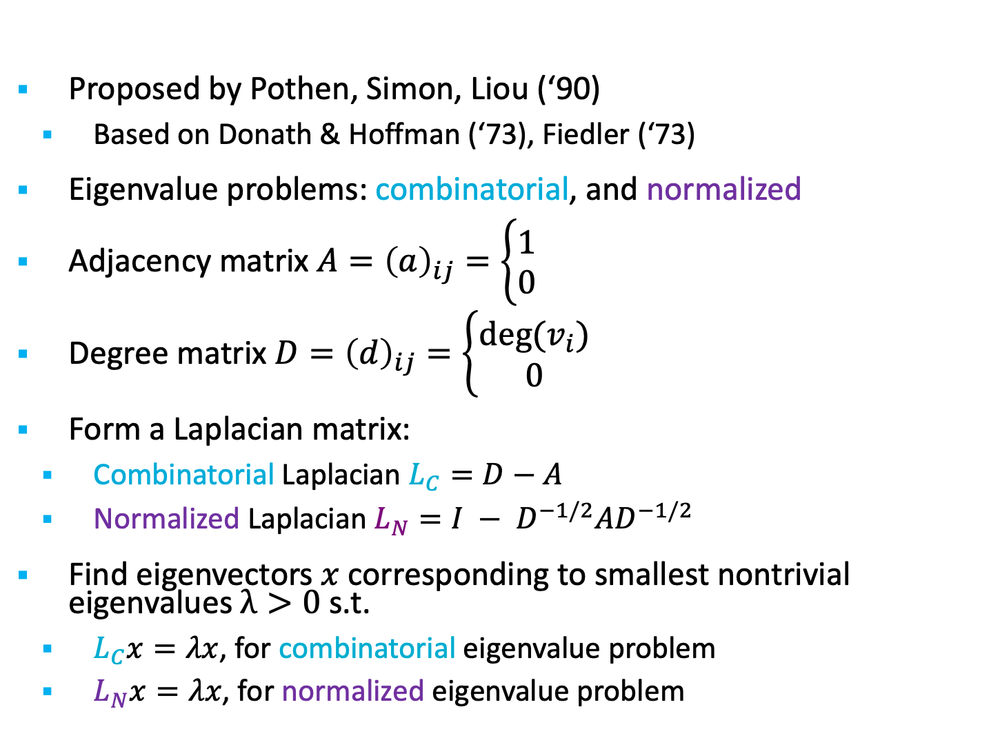 ▪ Proposed by Pothen, Simon, Liou (‘90)
▪ Based on Donath & Hoffman (‘73), Fiedler (‘73)
▪ Eigenvalue problems: combinatorial, and normalized
▪ Adjacency matrix $A = (a)_{ij} = \begin{cases} 1 \\ 0 \end{cases}$
▪ Degree matrix $D = (d)_{ij} = \begin{cases} \deg(v_i) \\ 0 \end{cases}$
▪ Form a Laplacian matrix:
▪ Combinatorial Laplacian $L_C = D - A$
▪ Normalized Laplacian $L_N = I - D^{-1/2}AD^{-1/2}$
▪ Find eigenvectors $x$ corresponding to smallest nontrivial
eigenvalues $\lambda > 0$ s.t.
▪ $L_C x = \lambda x$, for combinatorial eigenvalue problem
▪ $L_N x = \lambda x$, for normalized eigenvalue problem